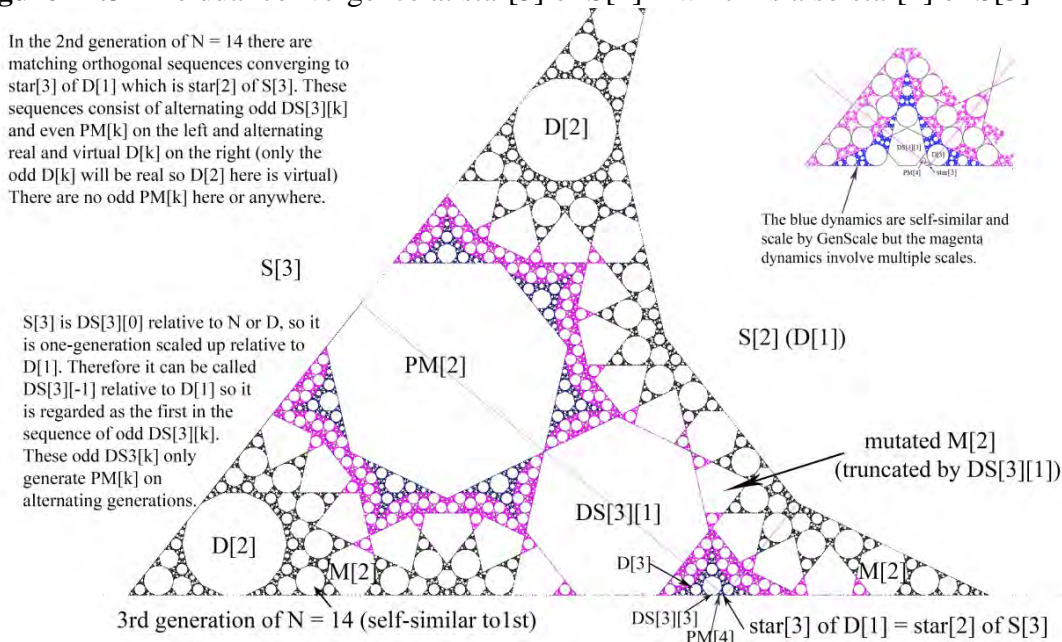 In the 2nd generation of N = 14 there are
matching orthogonal sequences converging to
star[3] of D[1] which is star[2] of S[3]. These
sequences consist of alternating odd DS[3][k]
and even PM[k] on the left and alternating
real and virtual D[k] on the right (only the
odd D[k] will be real so D[2] here is virtual)
There are no odd PM[k] here or anywhere.
D[2]
DS[3][3]
D[5]
PM[4]
star[3]
The blue dynamics are self-similar and
scale by GenScale but the magenta
dynamics involve multiple scales.
S[3]
S[3] is DS[3][0] relative to N or D, so it
is one-generation scaled up relative to
D[1]. Therefore it can be called
DS[3][-1] relative to D[1] so it
is regarded as the first in the
sequence of odd DS[3][k].
These odd DS3[k] only
generate PM[k] on
alternating generations.
PM[2]
S[2] (D[1])
mutated M[2]
(truncated by DS[3][1])
DS[3][1]
D[2]
M[2]
D[3]
M[2]
3rd generation of N = 14 (self-similar to1st)
DS[3][3]
PM[4]
star[3] of D[1] = star[2] of S[3]